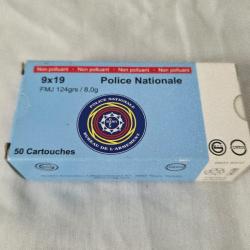 Non polluant • Non polluant • Non polluant • Non polluant
9x19 Police Nationale
FMJ 124grs / 8,0g
POLICE NATIONALE
BUREAU DE L'ARMEMENT
50 Cartouches